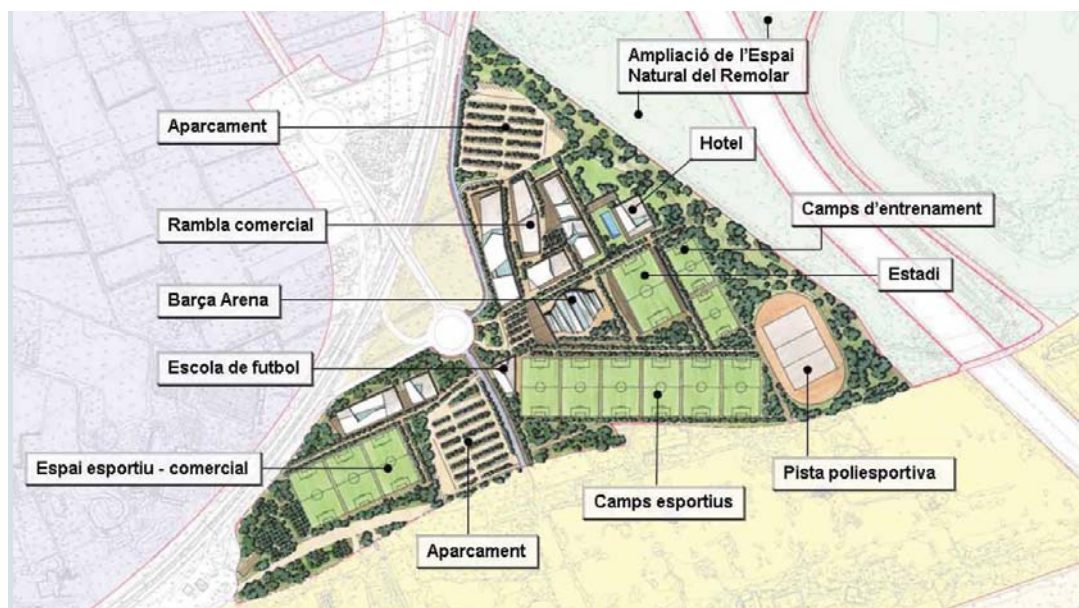 Ampliació de l'Espai
Natural del Remolar
Aparcament
Hotel
Rambla comercial
Camps d'entrenament
Estadi
Barça Arena
Escola de futbol
Espai esportiu - comercial
Pista poliesportiva
Camps esportius
Aparcament